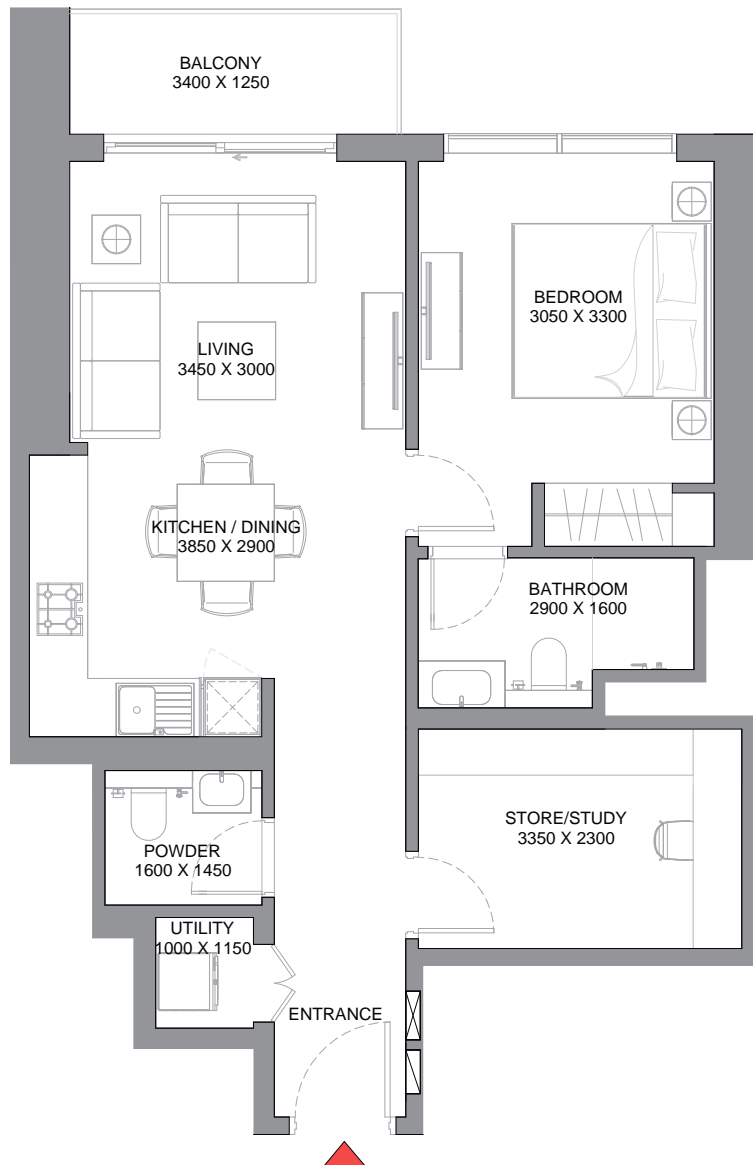 BALCONY
3400 X 1250
BEDROOM
3050 X 3300
LIVING
3450 X 3000
KITCHEN / DINING
3850 X 2900
BATHROOM
2900 X 1600
STORE/STUDY
3350 X 2300
POWDER
1600 X 1450
UTILITY
1000 X 1150
ENTRANCE